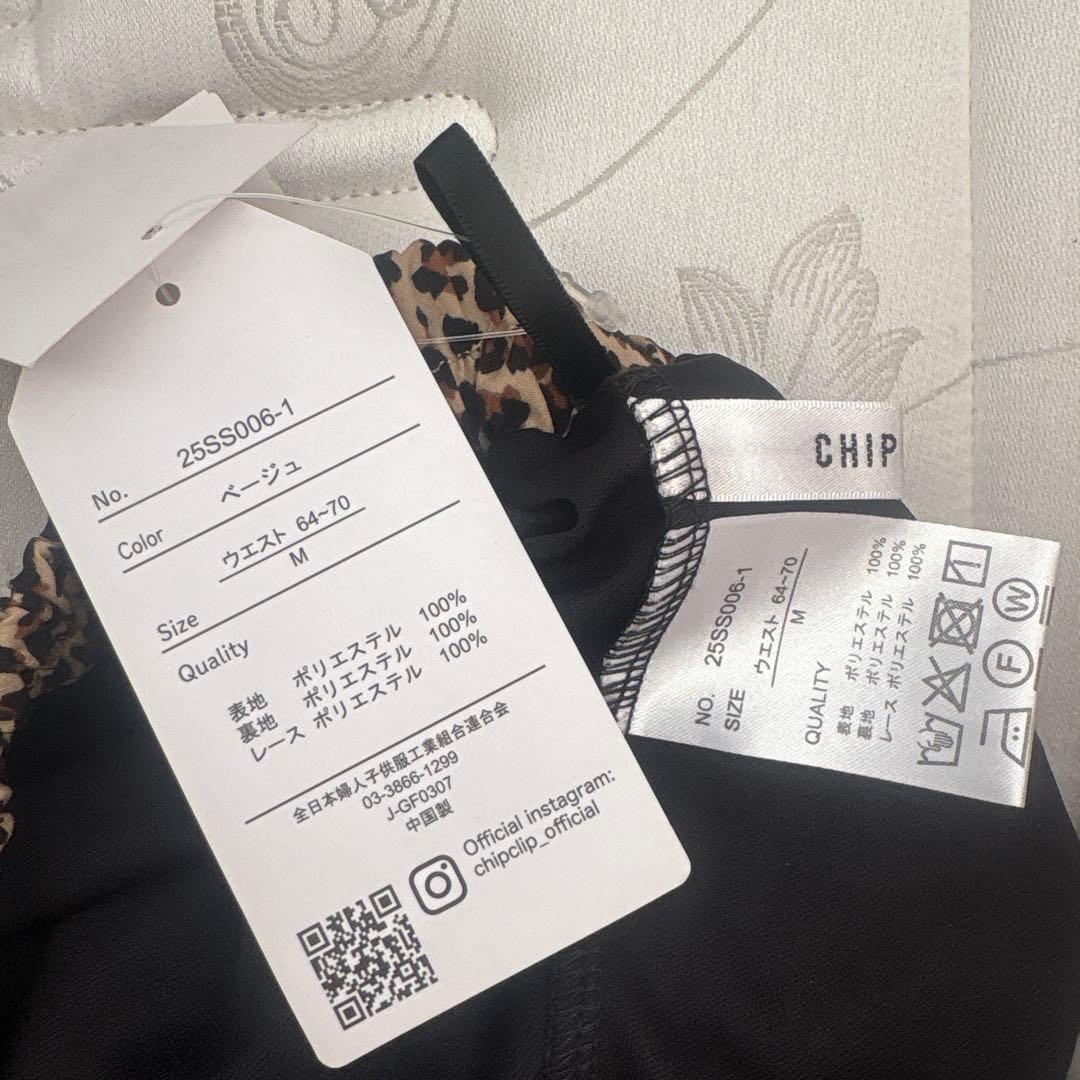 No. 25SS006-1
Color ベージュ
ウエスト 64~70
Size M
Quality
表地 ポリエステル 100%
裏地 ポリエステル 100%
レース ポリエステル 100%
全日本婦人子供服工業組合連合会
03-3866-1299
J-GF0307
中国製
Official instagram:
chipclip_official
CHIP
NO. 25SS006-1
SIZE ウエスト 64~70
M
QUALITY
表地 ポリエステル 100%
裏地 ポリエステル 100%
レース ポリエステル 100%
W
F